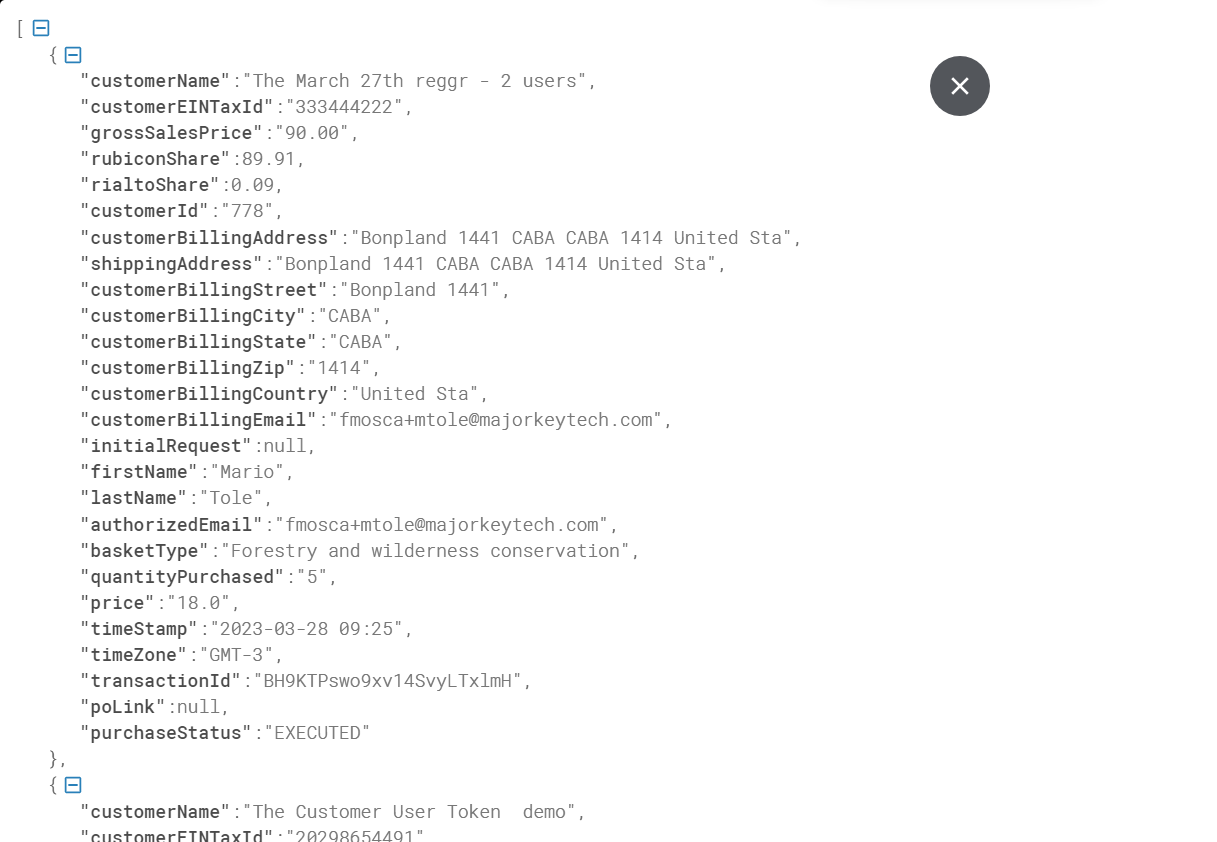 [
{
"customerName":"The March 27th reggr - 2 users",
"customerEINTaxId":"333444222",
"grossSalesPrice":"90.00",
"rubiconShare":89.91,
"rialtoShare":0.09,
"customerId":"778",
"customerBillingAddress":"Bonpland 1441 CABA CABA 1414 United Sta",
"shippingAddress":"Bonpland 1441 CABA CABA 1414 United Sta",
"customerBillingStreet":"Bonpland 1441",
"customerBillingCity":"CABA",
"customerBillingState":"CABA",
"customerBillingZip":"1414",
"customerBillingCountry":"United Sta",
"customerBillingEmail":"fmosca+mtole@majorkeytech.com",
"initialRequest":null,
"firstName":"Mario",
"lastName":"Tole",
"authorizedEmail":"fmosca+mtole@majorkeytech.com",
"basketType":"Forestry and wilderness conservation",
"quantityPurchased":"5",
"price":"18.0",
"timeStamp":"2023-03-28 09:25",
"timeZone":"GMT-3",
"transactionId":"BH9KTPswo9xv14SvyLTxlmH",
"poLink":null,
"purchaseStatus":"EXECUTED"
},
{
"customerName":"The Customer User Token  demo",
"customerEINTaxId":"20298654491"